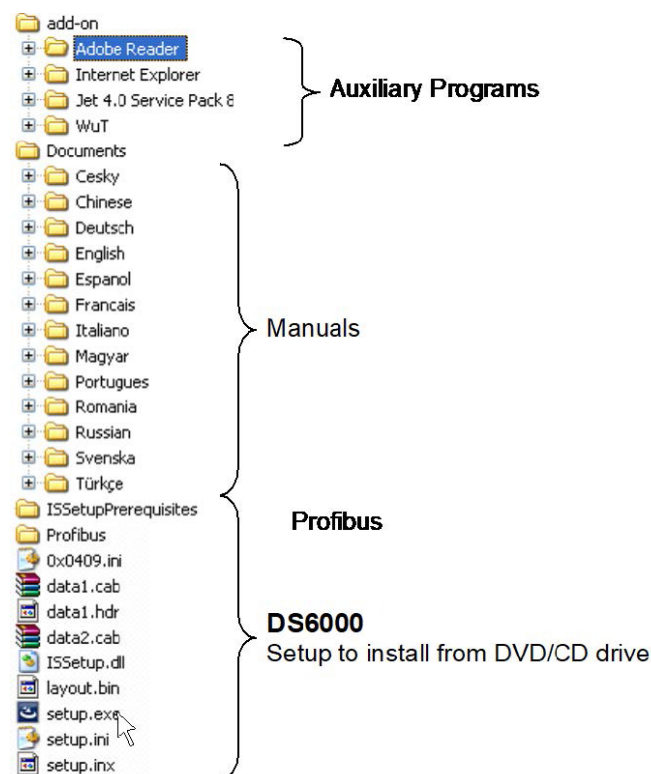 add-on
Adobe Reader
Internet Explorer
Jet 4.0 Service Pack 8
WuT
Auxiliary Programs
Documents
Cesky
Chinese
Deutsch
English
Espanol
Francais
Italiano
Magyar
Portugues
Romania
Russian
Svenska
Türkçe
Manuals
ISSetupPrerequisites
Profibus
Profibus
0x0409.ini
data1.cab
data1.hdr
data2.cab
ISSetup.dll
layout.bin
setup.exe
setup.ini
setup.inx
DS6000
Setup to install from DVD/CD drive